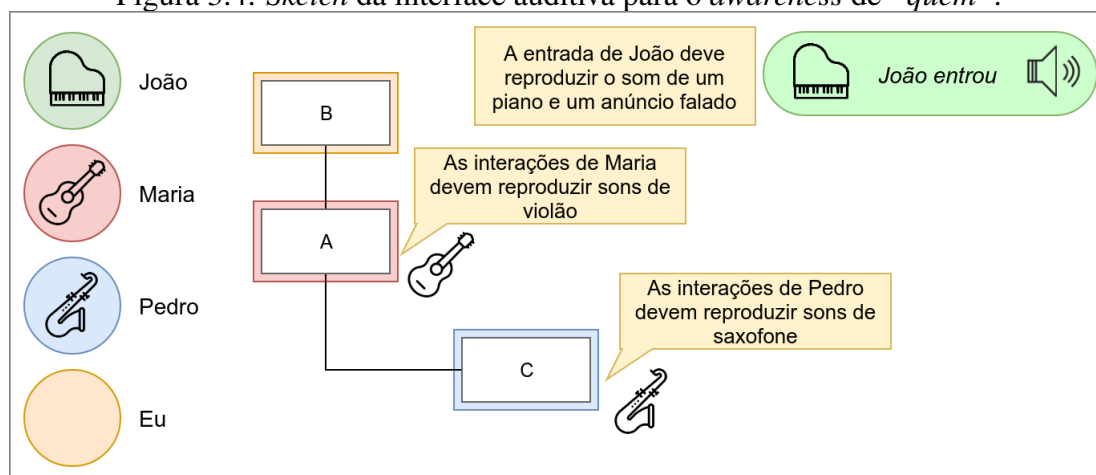 Figura 3.4: Sketch da interface auditiva para o awareness de "quem".
João
Maria
Pedro
Eu
B
A
C
A entrada de João deve
reproduzir o som de um
piano e um anúncio falado
João entrou
As interações de Maria
devem reproduzir sons de
violão
As interações de Pedro
devem reproduzir sons de
saxofone